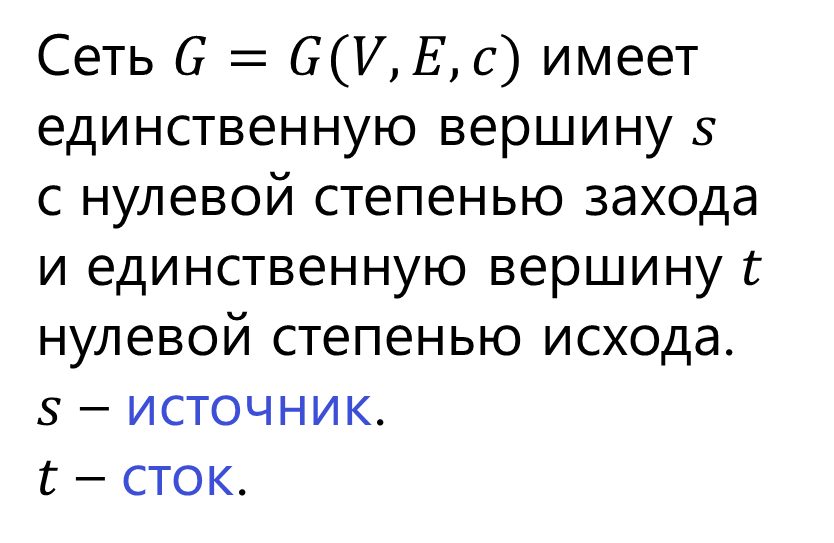 Сеть G = G(V, E, c) имеет
единственную вершину s
с нулевой степенью захода
и единственную вершину t
нулевой степенью исхода.
s – источник.
t – сток.